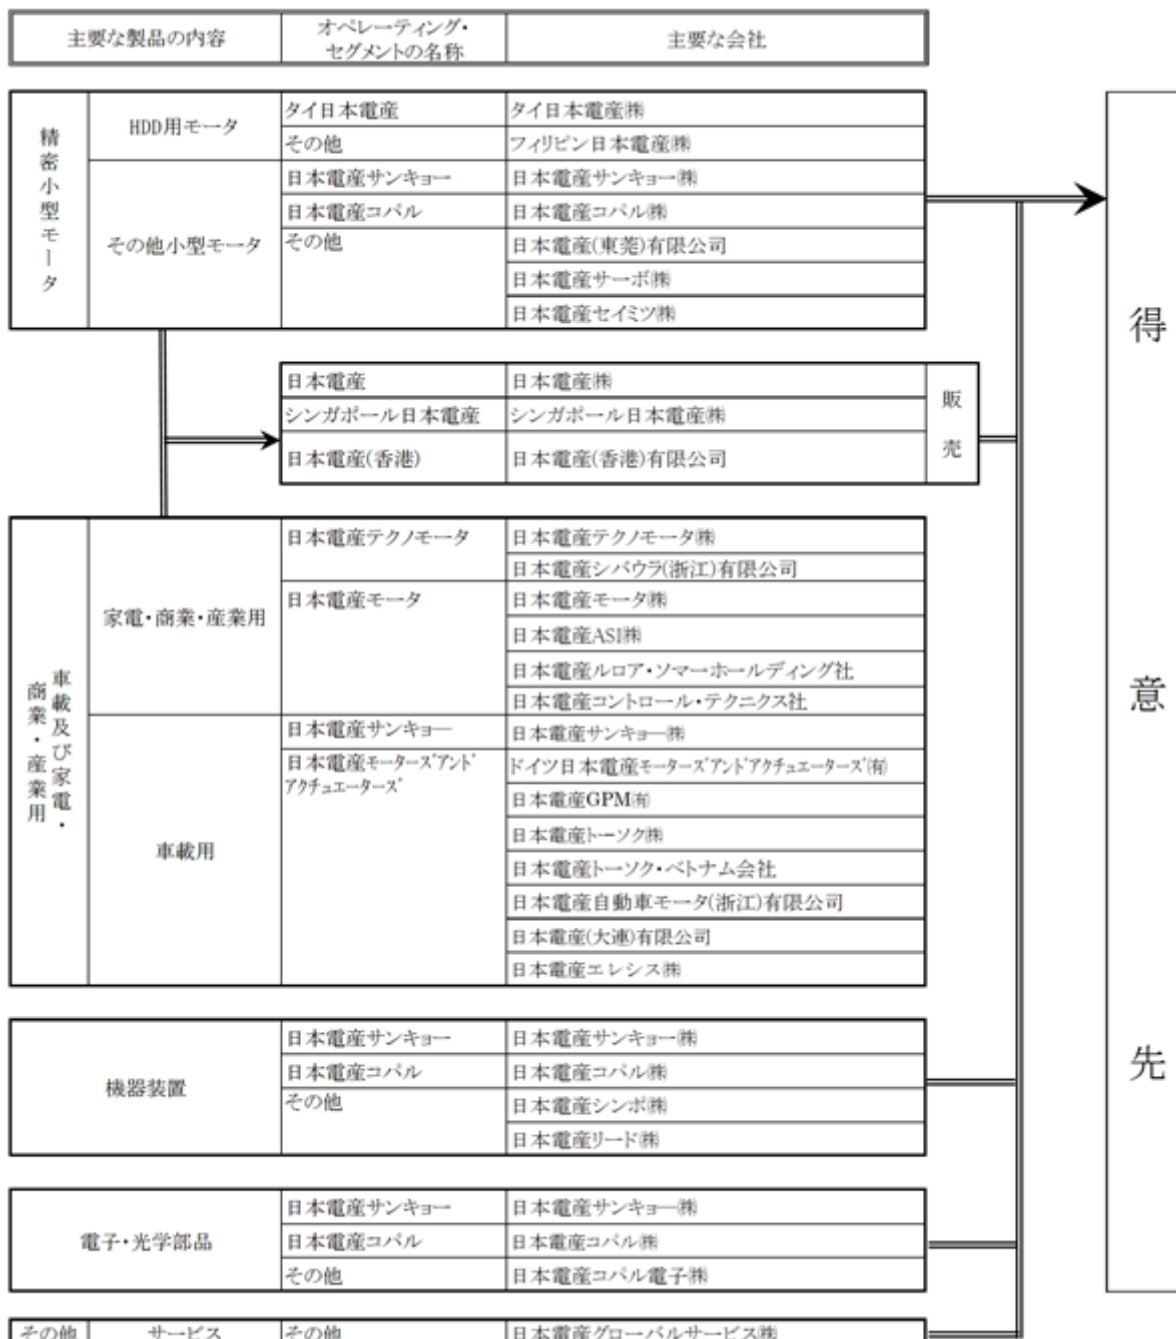 主要な製品の内容
オペレーティング・
セグメントの名称
主要な会社
精密小型モータ
HDD用モータ
タイ日本電産
タイ日本電産㈱
その他
フィリピン日本電産㈱
その他小型モータ
日本電産サンキョー
日本電産サンキョー㈱
日本電産コパル
日本電産コパル㈱
その他
日本電産(東莞)有限公司
日本電産サーボ㈱
日本電産セイミツ㈱
日本電産
日本電産㈱
シンガポール日本電産
シンガポール日本電産㈱
日本電産(香港)
日本電産(香港)有限公司
販売
車載及び家電・
商業・産業用
家電・商業・産業用
日本電産テクノモータ
日本電産テクノモータ㈱
日本電産シバウラ(浙江)有限公司
日本電産モータ
日本電産モータ㈱
日本電産ASI㈱
日本電産ルロア・ソマーホールディング社
日本電産コントロール・テクニクス社
車載用
日本電産サンキョー
日本電産サンキョー㈱
日本電産モーターズアンド
アクチュエーターズ
ドイツ日本電産モーターズアンドアクチュエーターズ㈲
日本電産GPM㈲
日本電産トーソク㈱
日本電産トーソク・ベトナム会社
日本電産自動車モータ(浙江)有限公司
日本電産(大連)有限公司
日本電産エレシス㈱
機器装置
日本電産サンキョー
日本電産サンキョー㈱
日本電産コパル
日本電産コパル㈱
その他
日本電産シンポ㈱
日本電産リード㈱
電子・光学部品
日本電産サンキョー
日本電産サンキョー㈱
日本電産コパル
日本電産コパル㈱
その他
日本電産コパル電子㈱
その他
サービス
その他
日本電産グローバルサービス㈱
得意先